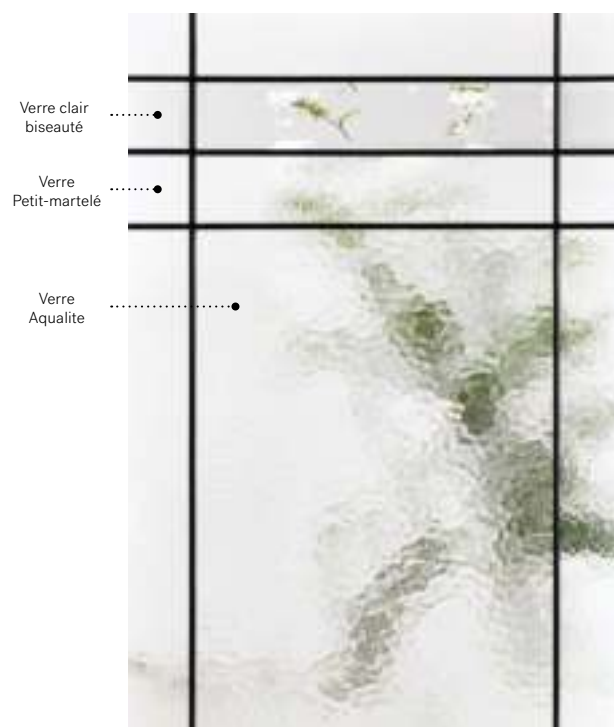 Verre clair
biseauté
Verre
Petit-martelé
Verre
Aqualite